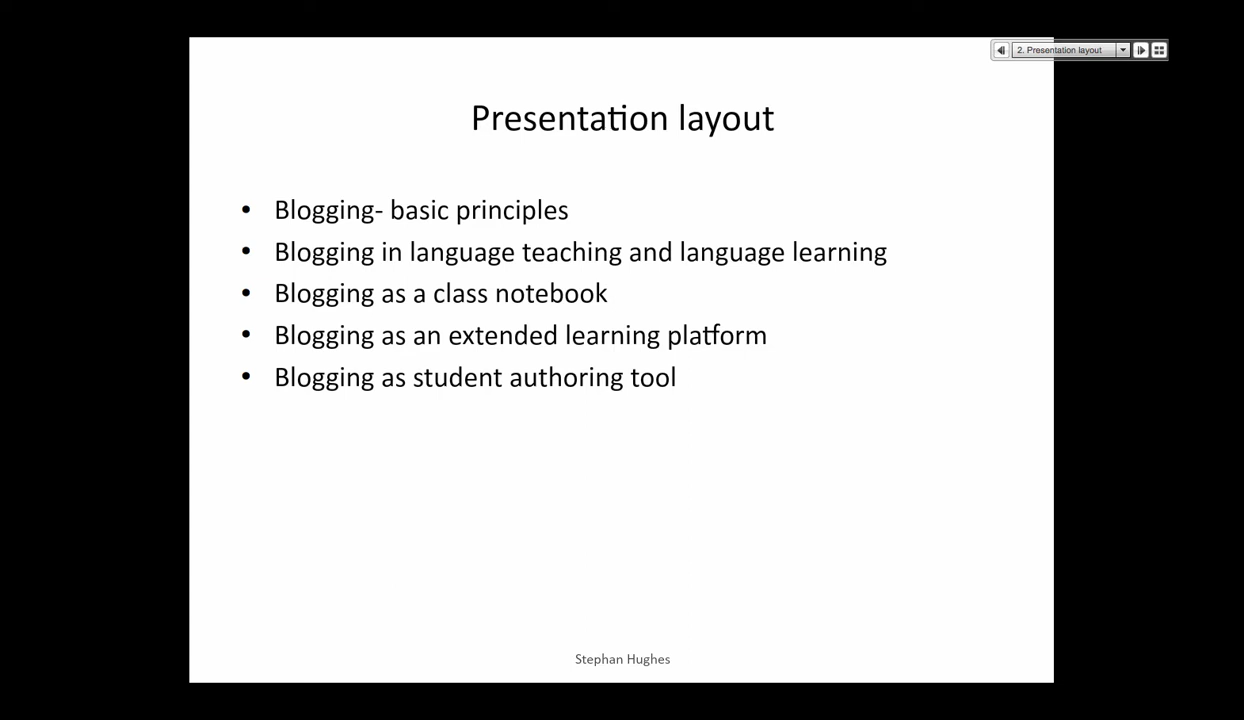 2. Presentation layout
Presentation layout
• Blogging- basic principles
• Blogging in language teaching and language learning
• Blogging as a class notebook
• Blogging as an extended learning platform
• Blogging as student authoring tool
Stephan Hughes